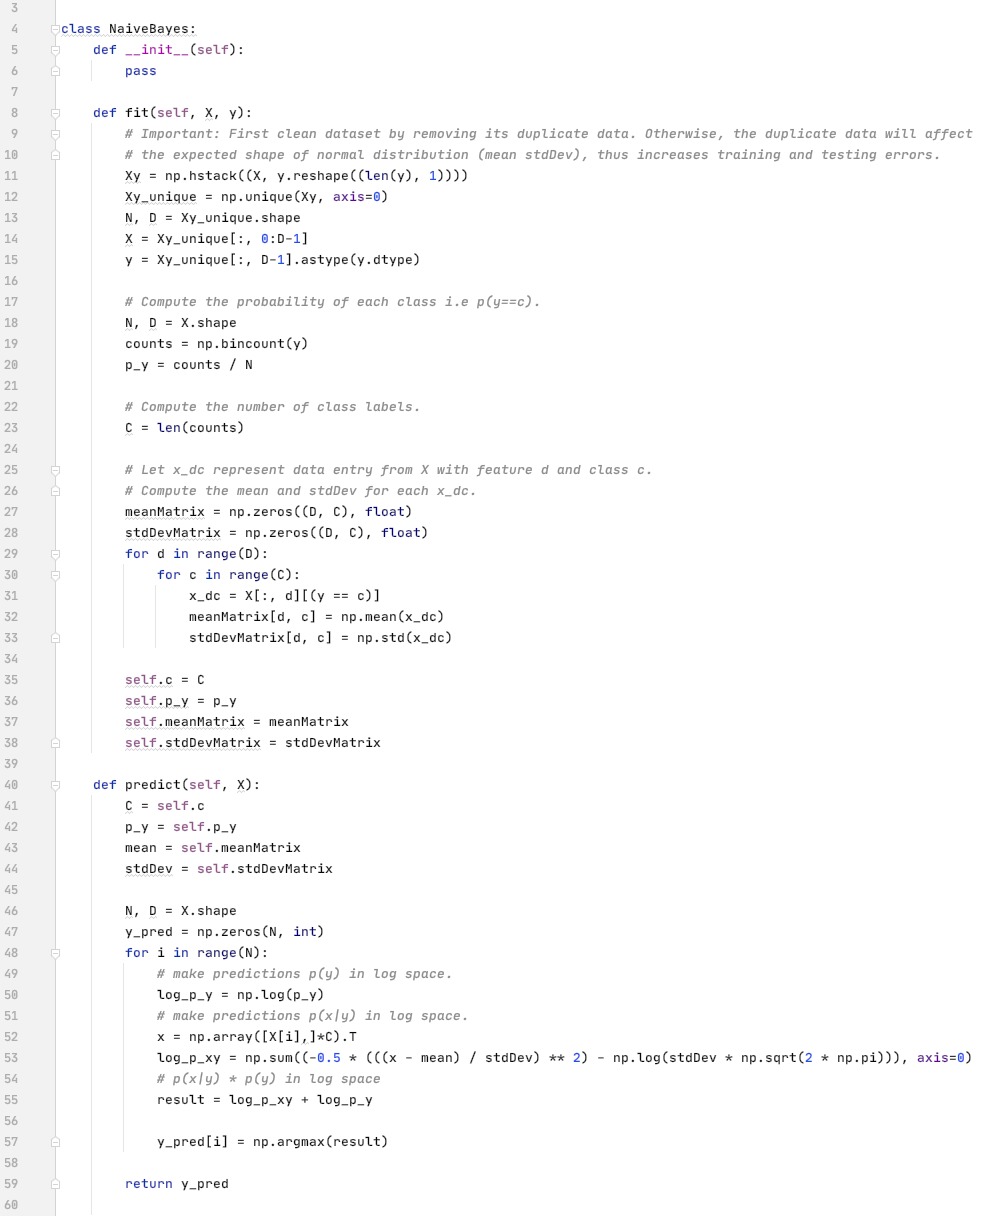 3
4 class NaiveBayes:
5     def __init__(self):
6         pass
7
8     def fit(self, X, y):
9         # Important: First clean dataset by removing its duplicate data. Otherwise, the duplicate data will affect
10         # the expected shape of normal distribution (mean stdDev), thus increases training and testing errors.
11         Xy = np.hstack((X, y.reshape((len(y), 1))))
12         Xy_unique = np.unique(Xy, axis=0)
13         N, D = Xy_unique.shape
14         X = Xy_unique[:, 0:D-1]
15         y = Xy_unique[:, D-1].astype(y.dtype)
16
17         # Compute the probability of each class i.e p(y==c).
18         N, D = X.shape
19         counts = np.bincount(y)
20         p_y = counts / N
21
22         # Compute the number of class labels.
23         C = len(counts)
24
25         # Let x_dc represent data entry from X with feature d and class c.
26         # Compute the mean and stdDev for each x_dc.
27         meanMatrix = np.zeros((D, C), float)
28         stdDevMatrix = np.zeros((D, C), float)
29         for d in range(D):
30             for c in range(C):
31                 x_dc = X[:, d][(y == c)]
32                 meanMatrix[d, c] = np.mean(x_dc)
33                 stdDevMatrix[d, c] = np.std(x_dc)
34
35         self.c = C
36         self.p_y = p_y
37         self.meanMatrix = meanMatrix
38         self.stdDevMatrix = stdDevMatrix
39
40     def predict(self, X):
41         C = self.c
42         p_y = self.p_y
43         mean = self.meanMatrix
44         stdDev = self.stdDevMatrix
45
46         N, D = X.shape
47         y_pred = np.zeros(N, int)
48         for i in range(N):
49             # make predictions p(y) in log space.
50             log_p_y = np.log(p_y)
51             # make predictions p(x|y) in log space.
52             x = np.array([X[i],]*C).T
53             log_p_xy = np.sum((-0.5 * (((x - mean) / stdDev) ** 2) - np.log(stdDev * np.sqrt(2 * np.pi))), axis=0)
54             # p(x|y) * p(y) in log space
55             result = log_p_xy + log_p_y
56
57             y_pred[i] = np.argmax(result)
58
59         return y_pred
60